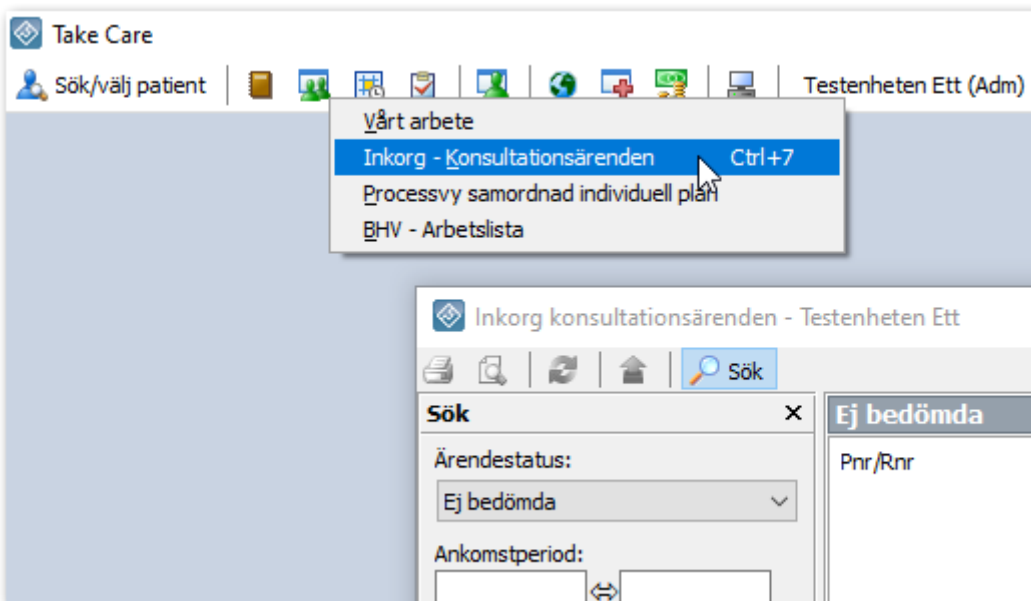 Take Care
Sök/välj patient Testenheten Ett (Adm)
Vårt arbete
Inkorg - Konsultationsärenden Ctrl+7
Processvy samordnad individuell plan
BHV - Arbetslista
Inkorg konsultationsärenden - Testenheten Ett
Sök
Sök
Ej bedömda
Ärendestatus:
Pnr/Rnr
Ej bedömda
Ankomstperiod: